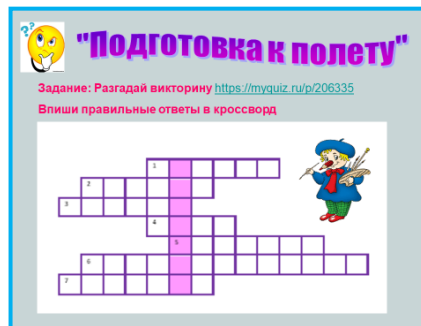 "Подготовка к полету"
Задание: Разгадай викторину https://myquiz.ru/p/206335
Впиши правильные ответы в кроссворд
1
2
3
4
5
6
7